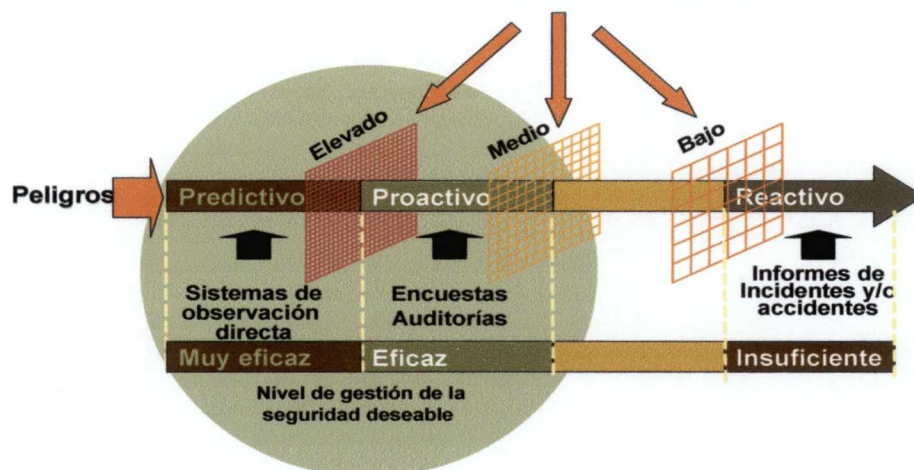 Elevado
Medio
Bajo
Peligros
Predictivo
Proactivo
Reactivo
Sistemas de
observación
directa
Encuestas
Auditorías
Informes de
Incidentes y/o
accidentes
Muy eficaz
Eficaz
Insuficiente
Nivel de gestión de la
seguridad deseable